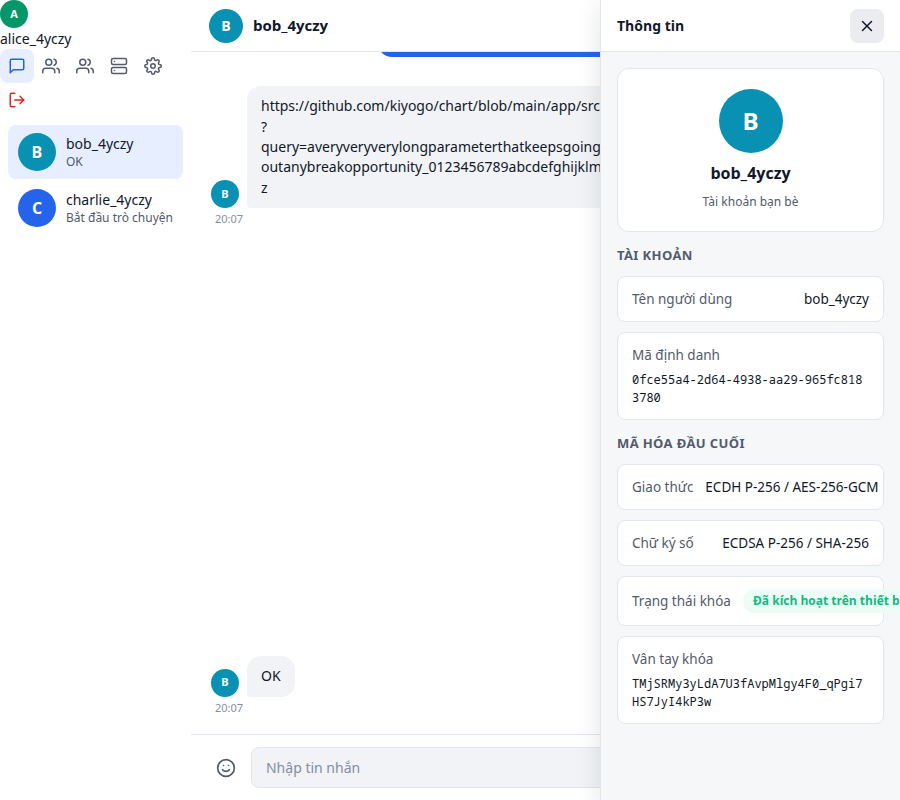 A
alice_4yczy
B
bob_4yczy
OK
C
charlie_4yczy
Bắt đầu trò chuyện
B
bob_4yczy
https://github.com/kiyogo/chart/blob/main/app/src
?
query=averyveryverylongparameterthatkeepsgoing
outanybreakopportunity_0123456789abcdefghijklm
z
B
20:07
OK
B
20:07
Nhập tin nhắn
Thông tin
B
bob_4yczy
Tài khoản bạn bè
TÀI KHOẢN
Tên người dùng bob_4yczy
Mã định danh
0fce55a4-2d64-4938-aa29-965fc818
3780
MÃ HÓA ĐẦU CUỐI
Giao thức ECDH P-256 / AES-256-GCM
Chữ ký số ECDSA P-256 / SHA-256
Trạng thái khóa Đã kích hoạt trên thiết b
Vân tay khóa
TMjSRMy3yLdA7U3fAvpMlgy4F0_qPgi7
HS7JyI4kP3w